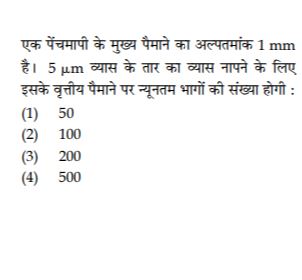 एक पेंचमापी के मुख्य पैमाने का अल्पतमांक 1 mm
है। 5 μm व्यास के तार का व्यास नापने के लिए
इसके वृत्तीय पैमाने पर न्यूनतम भागों की संख्या होगी :
(1) 50
(2) 100
(3) 200
(4) 500